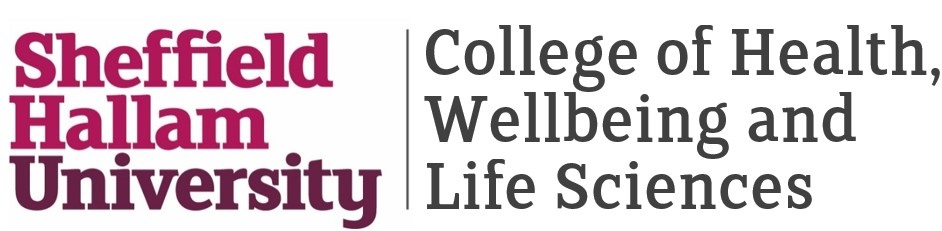 Sheffield
Hallam
University
College of Health,
Wellbeing and
Life Sciences